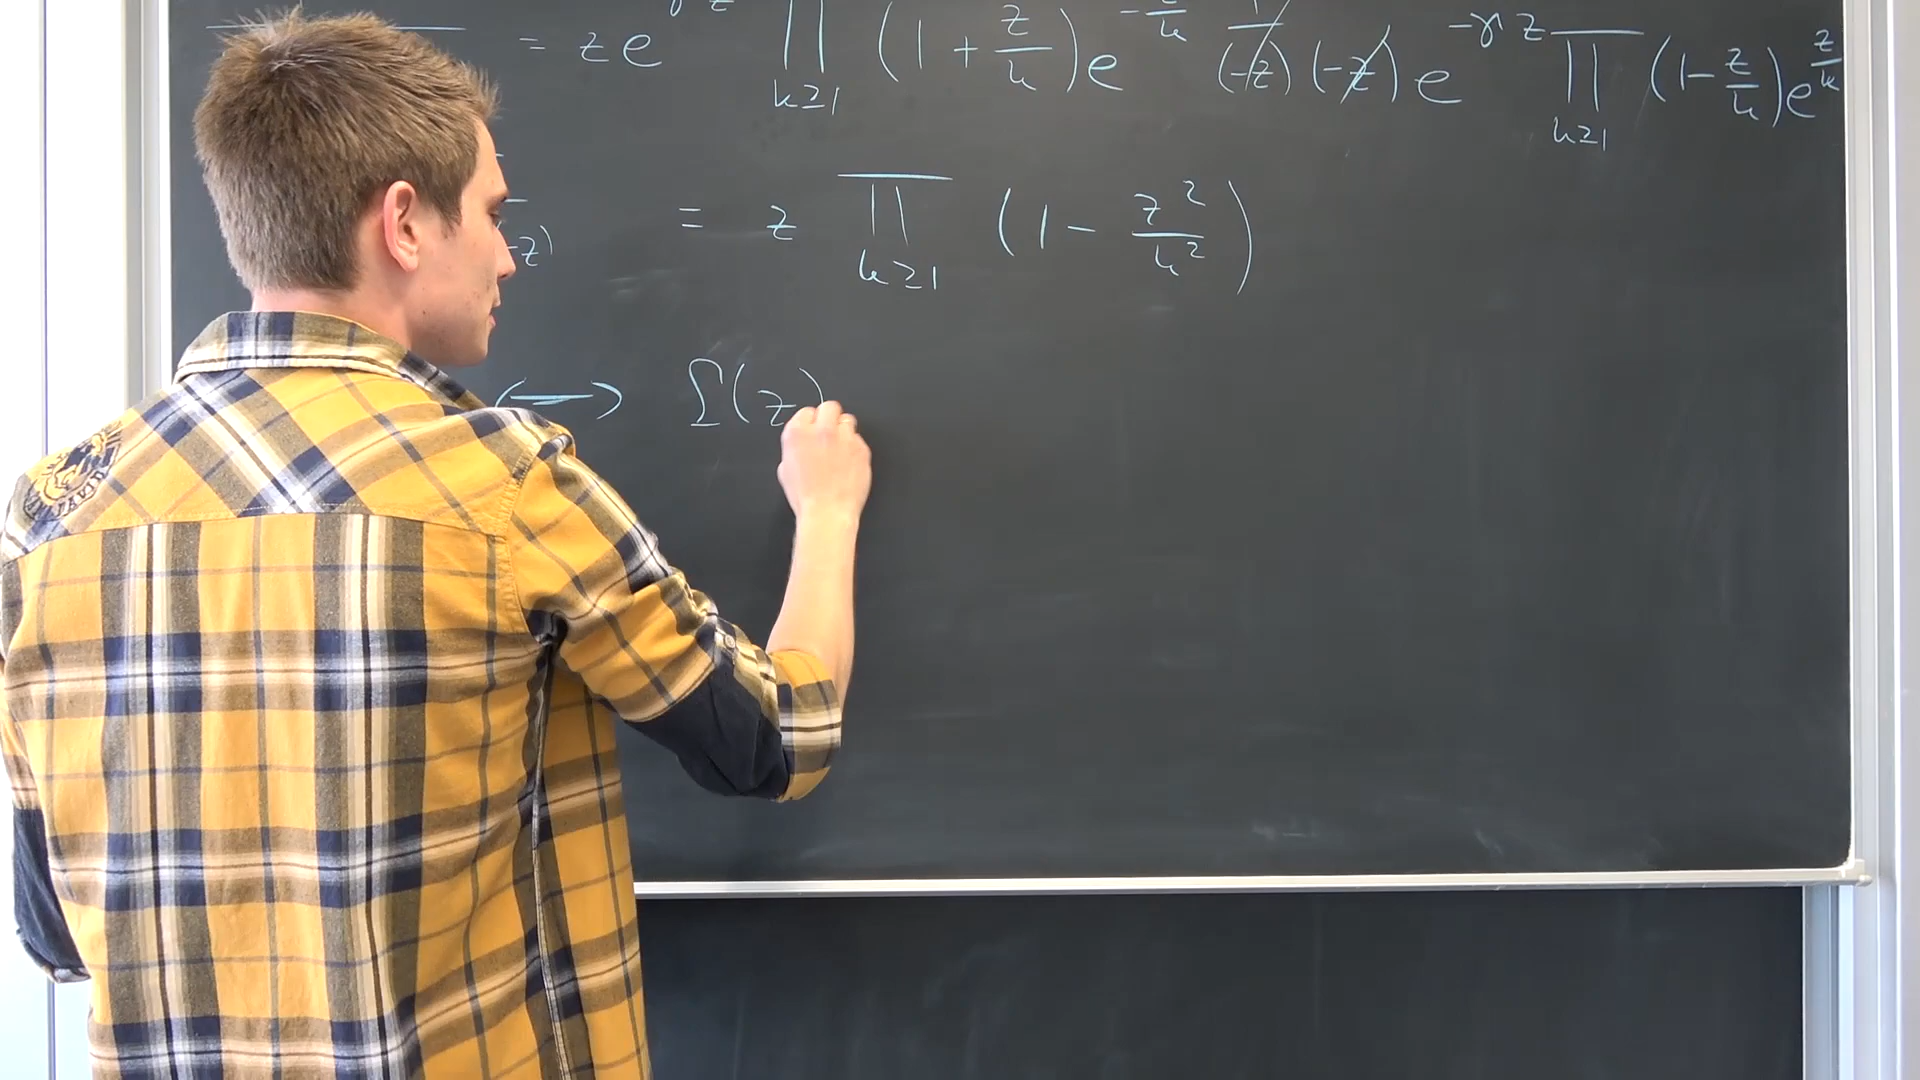 = z e^{γz} ∏_{k≥1} (1 + z/k) e^{-z/k} 1/(-z) (-z) e^{-γz} ∏_{k≥1} (1 - z/k) e^{z/k}
-z) = z ∏_{k≥1} (1 - z²/k²)
⟷ Γ(z)